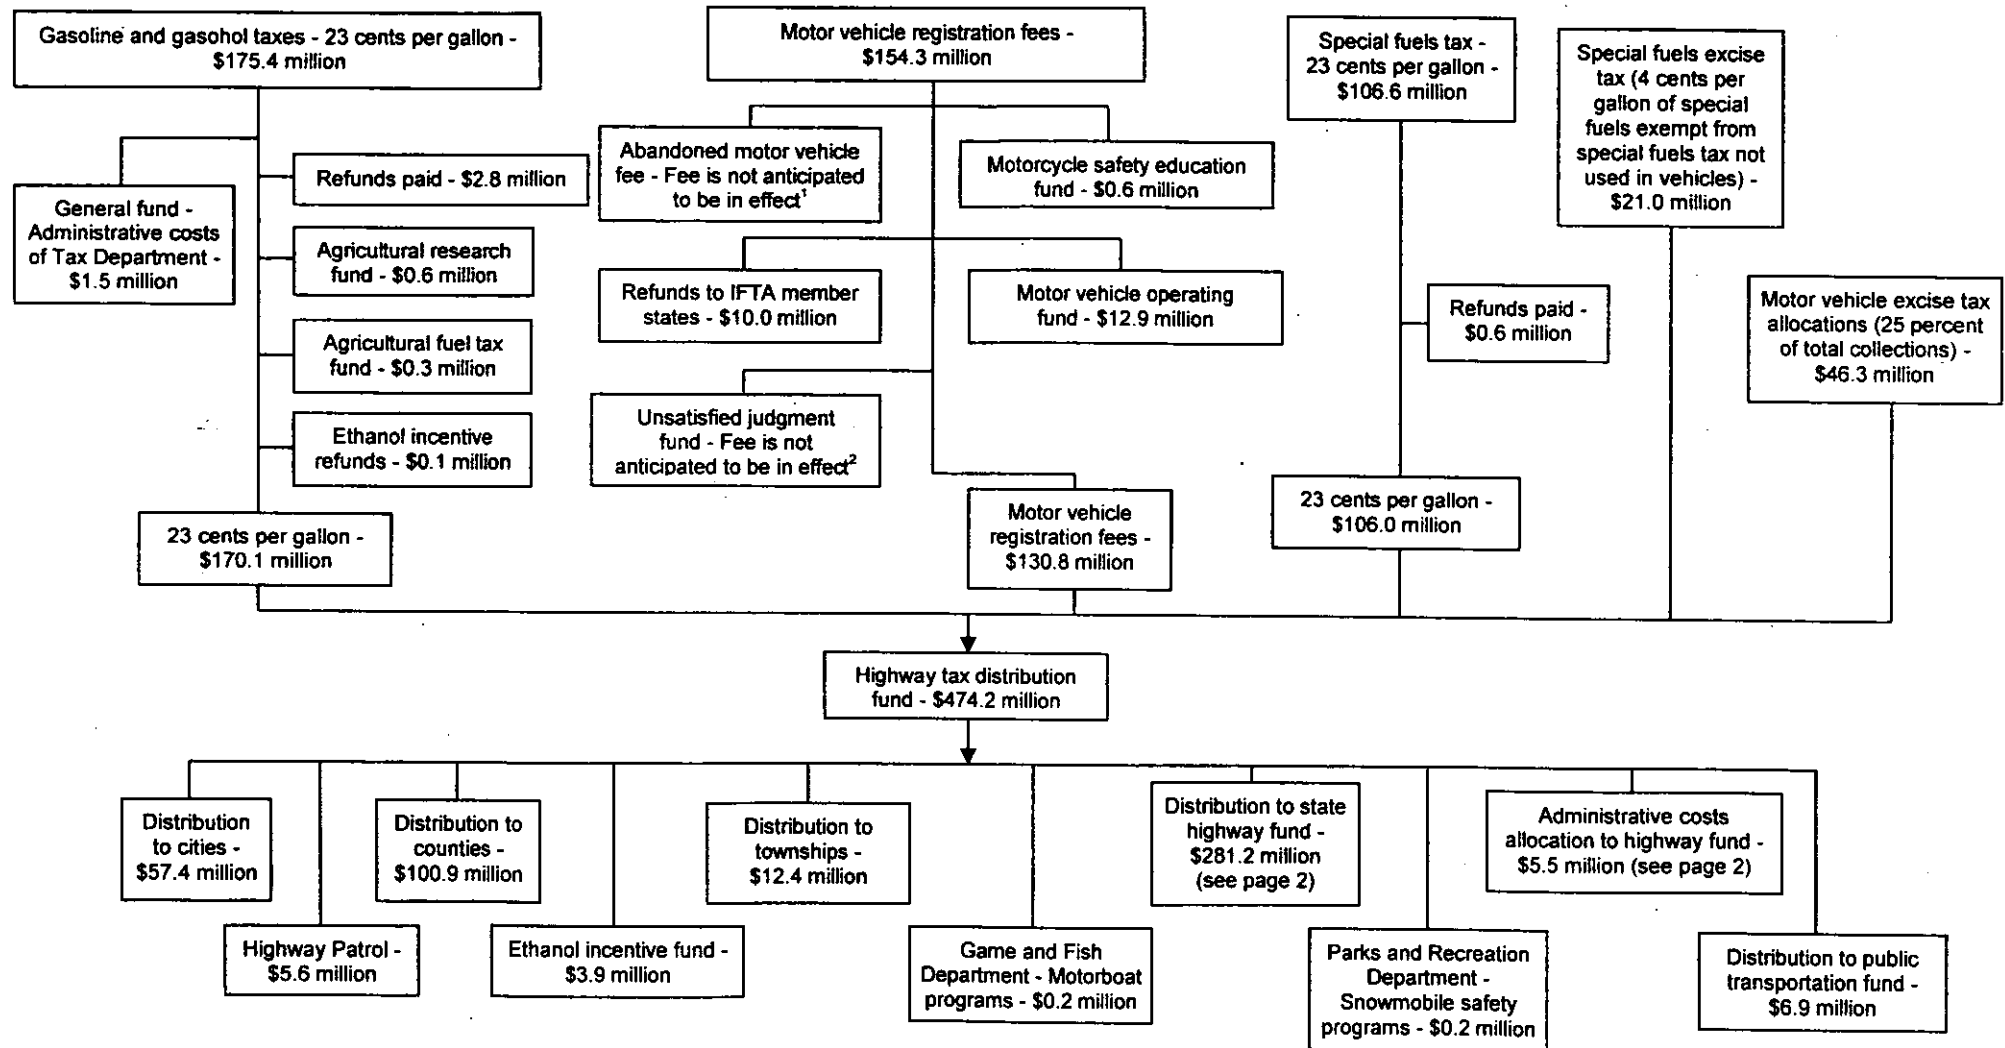 Gasoline and gasohol taxes - 23 cents per gallon -
$175.4 million
Motor vehicle registration fees -
$154.3 million
Special fuels tax -
23 cents per gallon -
$106.6 million
Special fuels excise
tax (4 cents per
gallon of special
fuels exempt from
special fuels tax not
used in vehicles) -
$21.0 million
General fund -
Administrative costs
of Tax Department -
$1.5 million
Refunds paid - $2.8 million
Agricultural research
fund - $0.6 million
Agricultural fuel tax
fund - $0.3 million
Ethanol incentive
refunds - $0.1 million
Abandoned motor vehicle
fee - Fee is not anticipated
to be in effect¹
Motorcycle safety education
fund - $0.6 million
Refunds to IFTA member
states - $10.0 million
Motor vehicle operating
fund - $12.9 million
Unsatisfied judgment
fund - Fee is not
anticipated to be in effect²
Refunds paid -
$0.6 million
Motor vehicle excise tax
allocations (25 percent
of total collections) -
$46.3 million
23 cents per gallon -
$170.1 million
Motor vehicle
registration fees -
$130.8 million
23 cents per gallon -
$106.0 million
Highway tax distribution
fund - $474.2 million
Distribution
to cities -
$57.4 million
Distribution to
counties -
$100.9 million
Distribution to
townships -
$12.4 million
Distribution to state
highway fund -
$281.2 million
(see page 2)
Administrative costs
allocation to highway fund -
$5.5 million (see page 2)
Highway Patrol -
$5.6 million
Ethanol incentive fund -
$3.9 million
Game and Fish
Department - Motorboat
programs - $0.2 million
Parks and Recreation
Department -
Snowmobile safety
programs - $0.2 million
Distribution to public
transportation fund -
$6.9 million